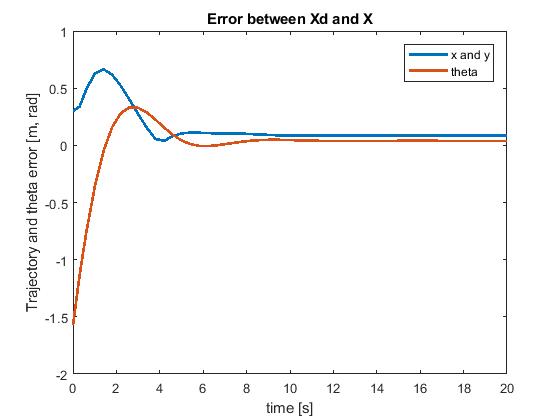 Error between Xd and X
x and y
theta
Trajectory and theta error [m, rad]
1
0.5
0
-0.5
-1
-1.5
-2
0 2 4 6 8 10 12 14 16 18 20
time [s]